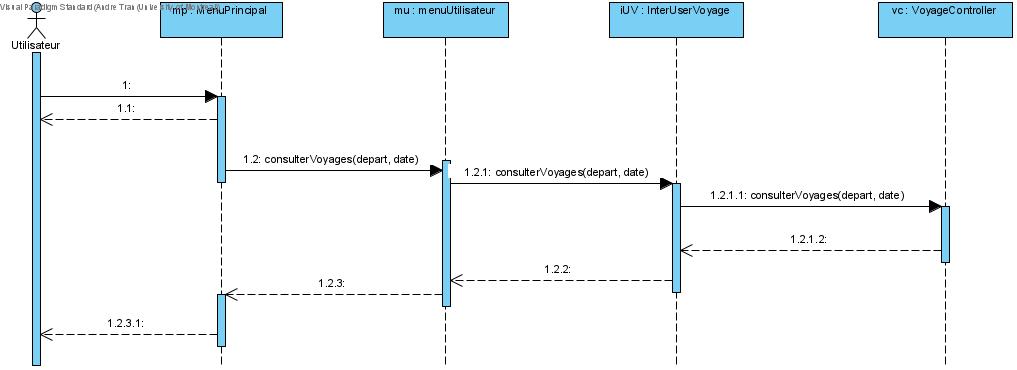 Visual Paradigm Standard(Andre Tran(University of Montreal))
mp : MenuPrincipal
mu : menuUtilisateur
iUV : InterUserVoyage
vc : VoyageController
Utilisateur
1:
1.1:
1.2: consulterVoyages(depart, date)
1.2.1: consulterVoyages(depart, date)
1.2.1.1: consulterVoyages(depart, date)
1.2.1.2:
1.2.2:
1.2.3:
1.2.3.1: